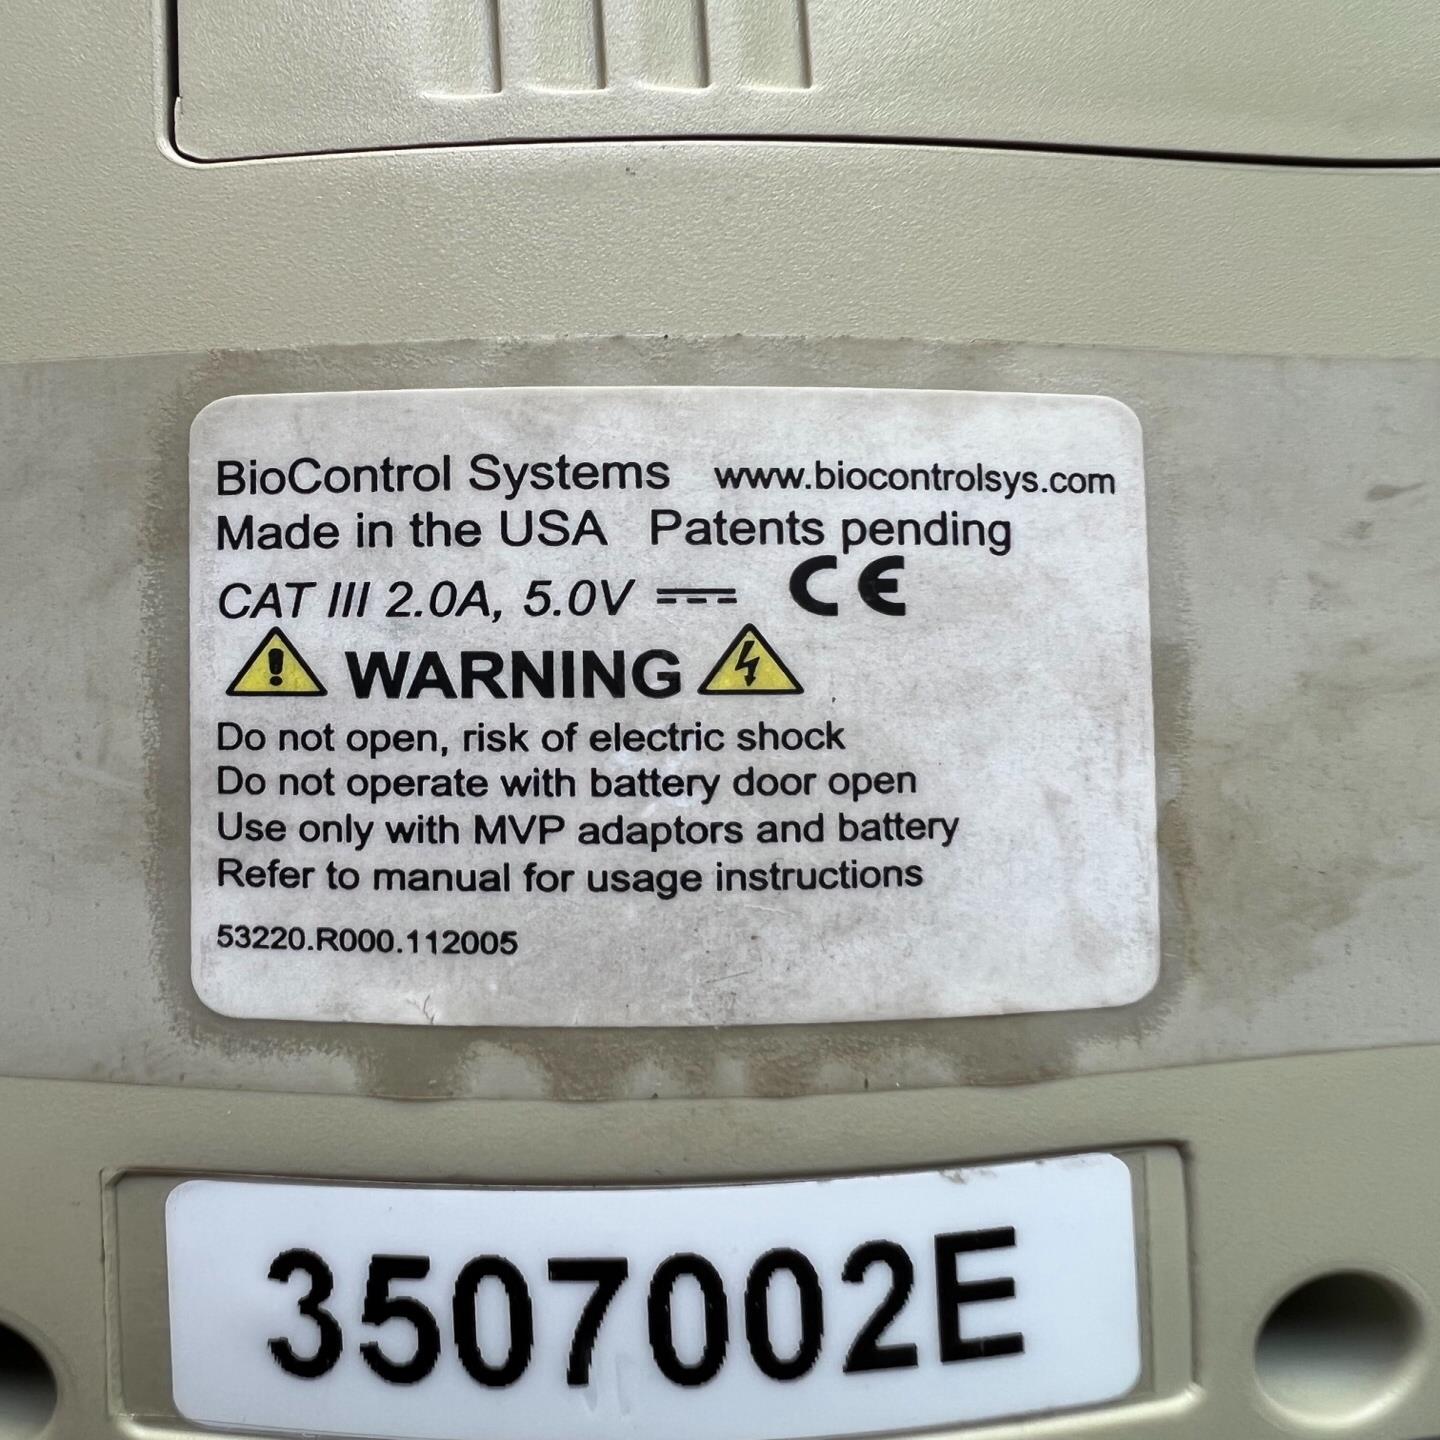 BioControl Systems www.biocontrolsys.com
Made in the USA Patents pending
CAT III 2.0A, 5.0V ⎓ CE
WARNING
Do not open, risk of electric shock
Do not operate with battery door open
Use only with MVP adaptors and battery
Refer to manual for usage instructions
53220.R000.112005
3507002E